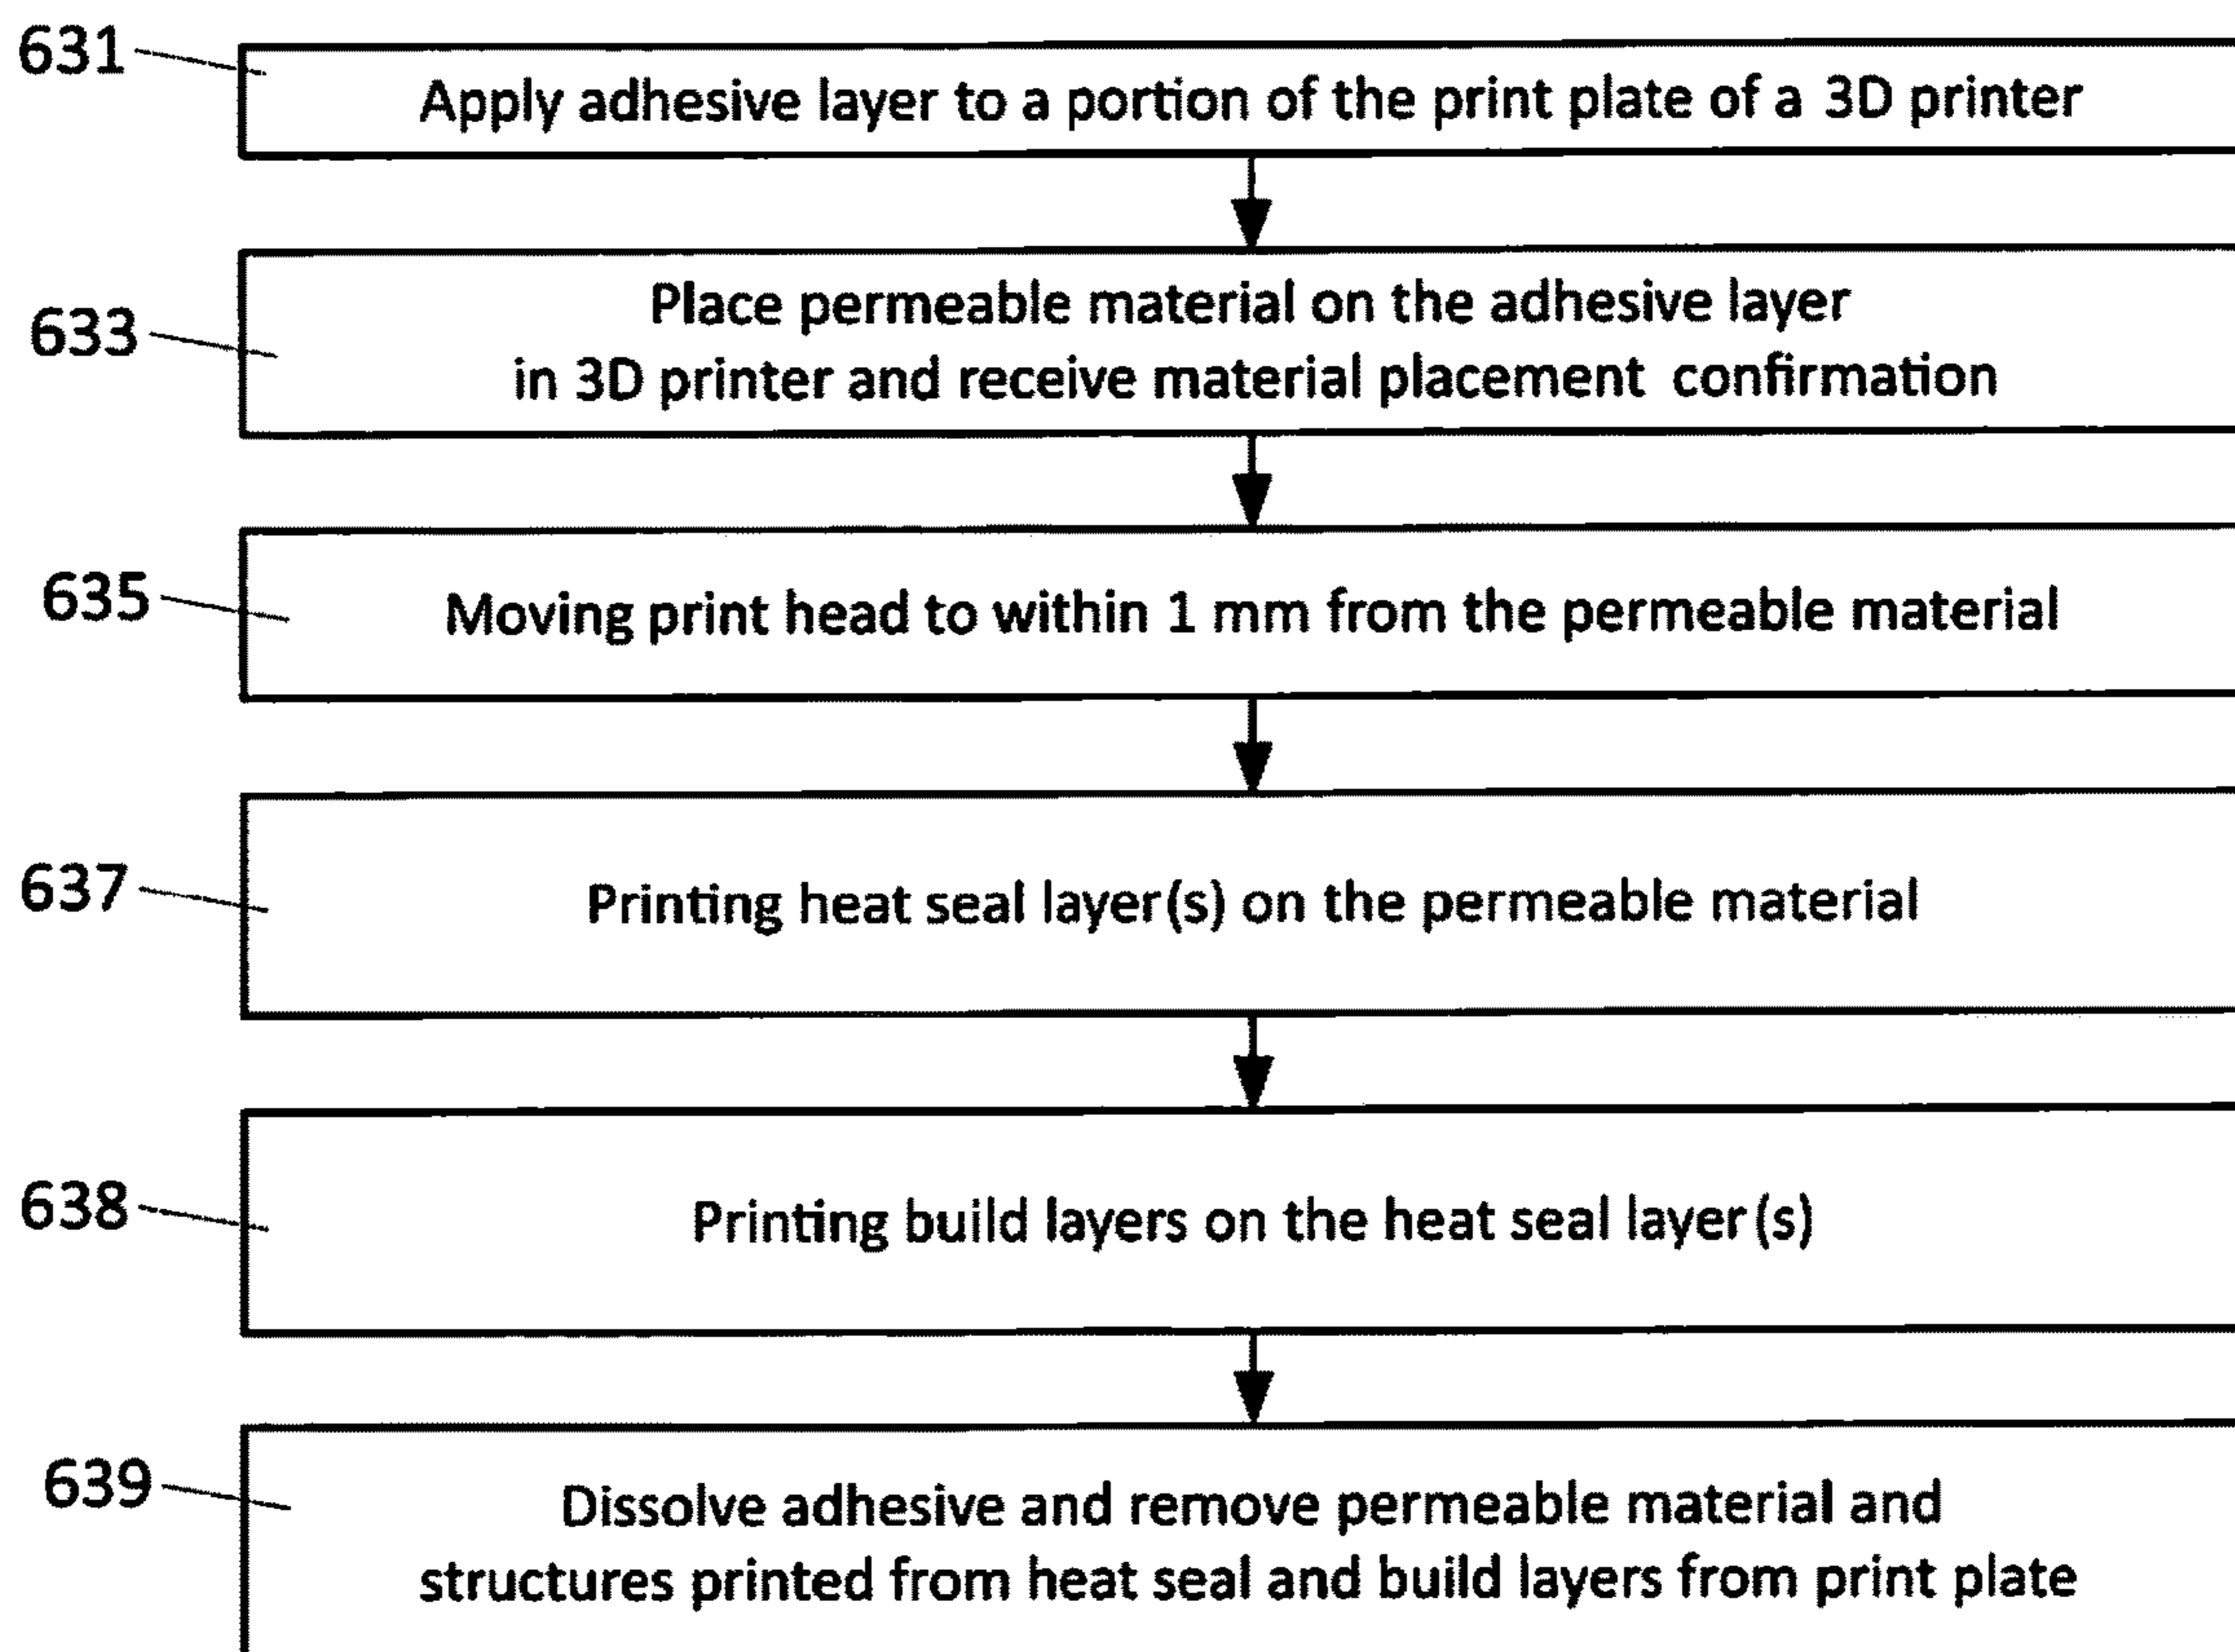 631
Apply adhesive layer to a portion of the print plate of a 3D printer
633
Place permeable material on the adhesive layer
in 3D printer and receive material placement confirmation
635
Moving print head to within 1 mm from the permeable material
637
Printing heat seal layer(s) on the permeable material
638
Printing build layers on the heat seal layer(s)
639
Dissolve adhesive and remove permeable material and
structures printed from heat seal and build layers from print plate